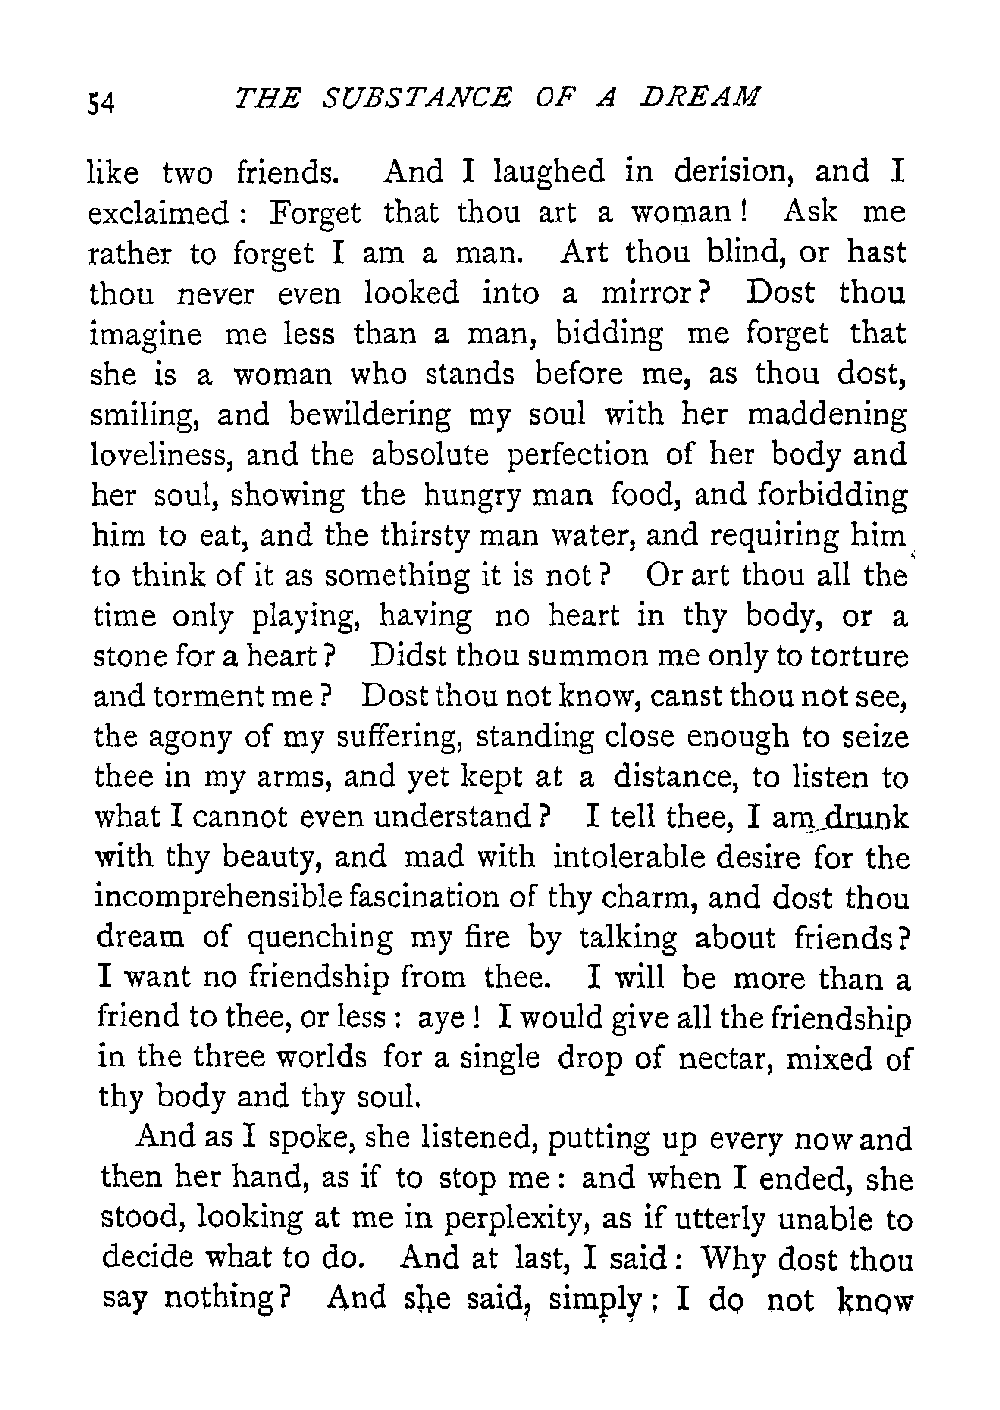 54 THE SUBSTANCE OF A DREAM
like two friends. And I laughed in derision, and I
exclaimed : Forget that thou art a woman ! Ask me
rather to forget I am a man. Art thou blind, or hast
thou never even looked into a mirror ? Dost thou
imagine me less than a man, bidding me forget that
she is a woman who stands before me, as thou dost,
smiling, and bewildering my soul with her maddening
loveliness, and the absolute perfection of her body and
her soul, showing the hungry man food, and forbidding
him to eat, and the thirsty man water, and requiring him
to think of it as something it is not ? Or art thou all the
time only playing, having no heart in thy body, or a
stone for a heart ? Didst thou summon me only to torture
and torment me ? Dost thou not know, canst thou not see,
the agony of my suffering, standing close enough to seize
thee in my arms, and yet kept at a distance, to listen to
what I cannot even understand ? I tell thee, I am drunk
with thy beauty, and mad with intolerable desire for the
incomprehensible fascination of thy charm, and dost thou
dream of quenching my fire by talking about friends ?
I want no friendship from thee. I will be more than a
friend to thee, or less : aye ! I would give all the friendship
in the three worlds for a single drop of nectar, mixed of
thy body and thy soul.
And as I spoke, she listened, putting up every now and
then her hand, as if to stop me : and when I ended, she
stood, looking at me in perplexity, as if utterly unable to
decide what to do. And at last, I said : Why dost thou
say nothing ? And she said, simply ; I do not know